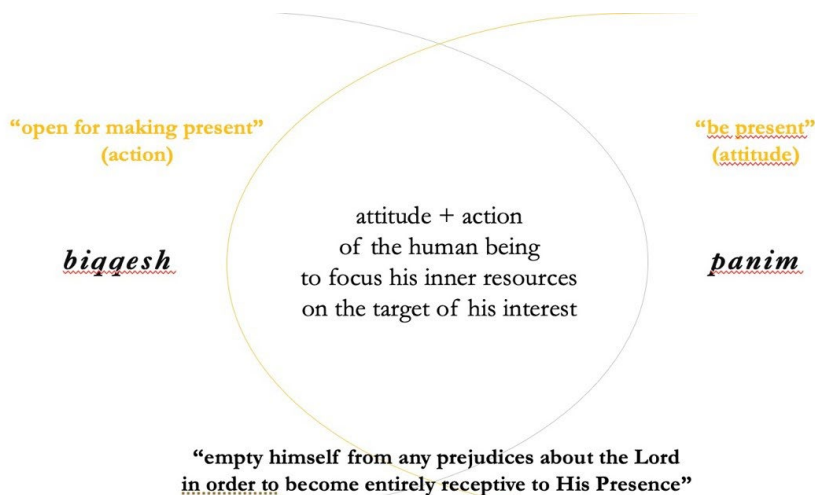 “open for making present”
(action)
“be present”
(attitude)
biqqesh
attitude + action
of the human being
to focus his inner resources
on the target of his interest
panim
“empty himself from any prejudices about the Lord
in order to become entirely receptive to His Presence”